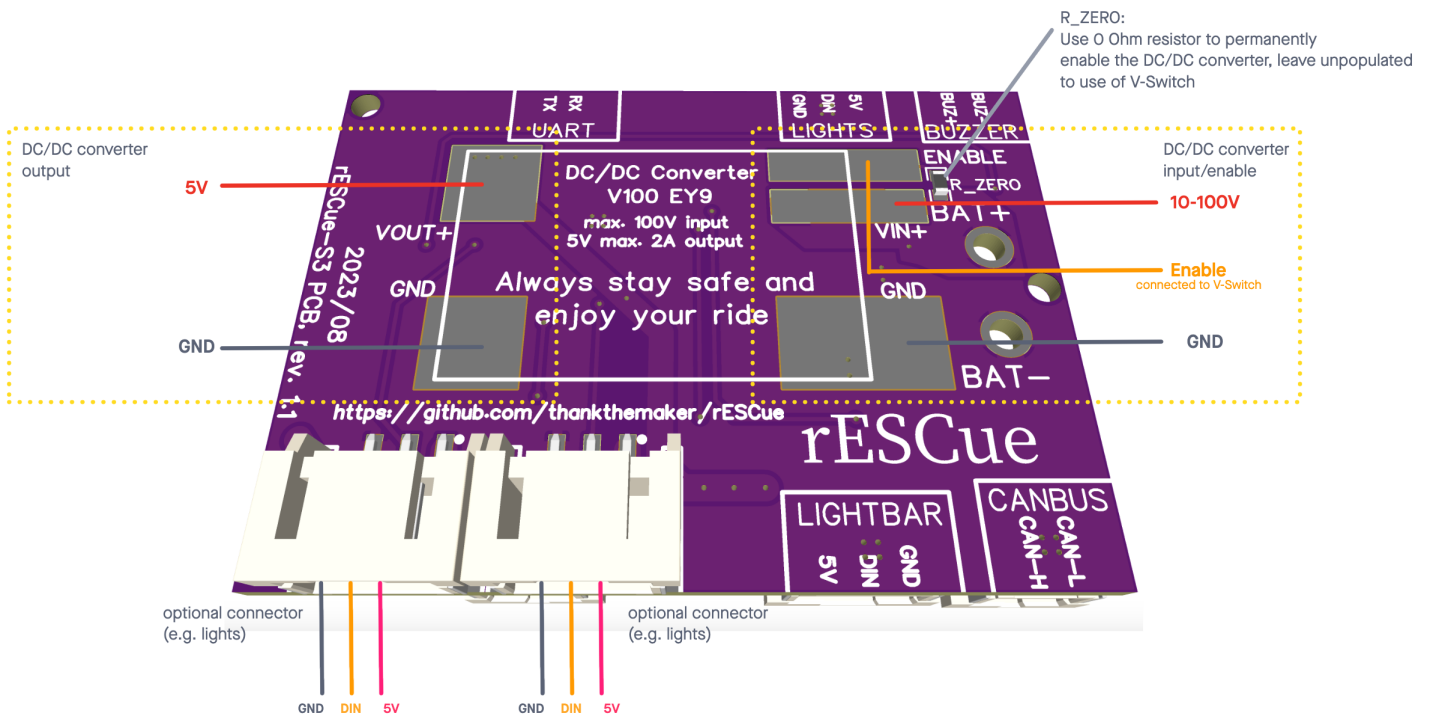 R_ZERO:
Use 0 Ohm resistor to permanently
enable the DC/DC converter, leave unpopulated
to use of V-Switch
TX
RX
UART
GND
DIN
5V
LIGHTS
BUZ+
BUZ-
BUZZER
DC/DC converter
output
DC/DC converter
input/enable
5V
VOUT+
GND
GND
DC/DC Converter
V100 EY9
max. 100V input
5V max. 2A output
Always stay safe and
enjoy your ride
ENABLE
R_ZERO
BAT+
VIN+
10-100V
Enable
connected to V-Switch
GND
GND
BAT-
rESCue-S3 PCB, rev. 1.1
2023/08
https://github.com/thankthemaker/rESCue
rESCue
LIGHTBAR
5V
DIN
GND
CANBUS
CAN-H
CAN-L
optional connector
(e.g. lights)
optional connector
(e.g. lights)
GND
DIN
5V
GND
DIN
5V